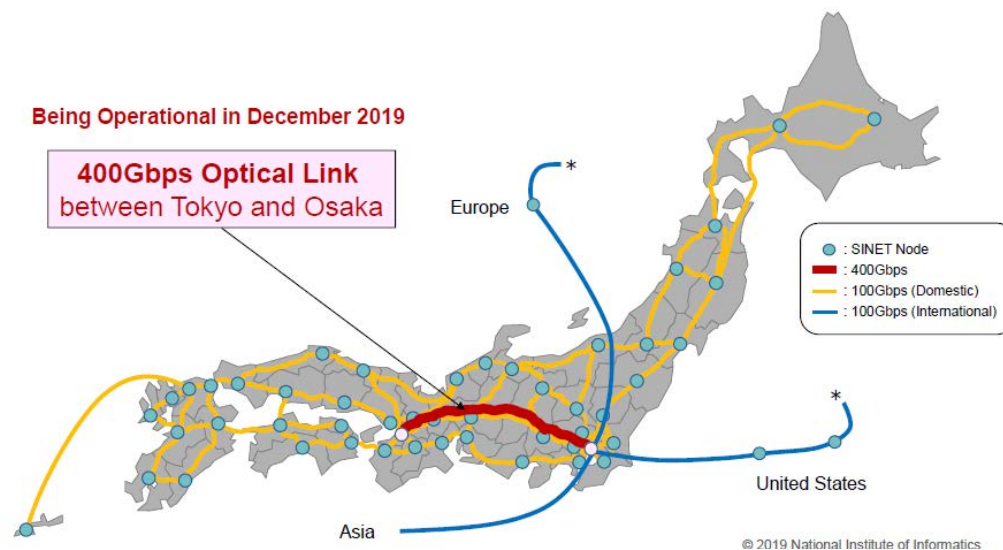 Being Operational in December 2019
400Gbps Optical Link
between Tokyo and Osaka
*
Europe
: SINET Node
: 400Gbps
: 100Gbps (Domestic)
: 100Gbps (International)
*
United States
Asia
© 2019 National Institute of Informatics